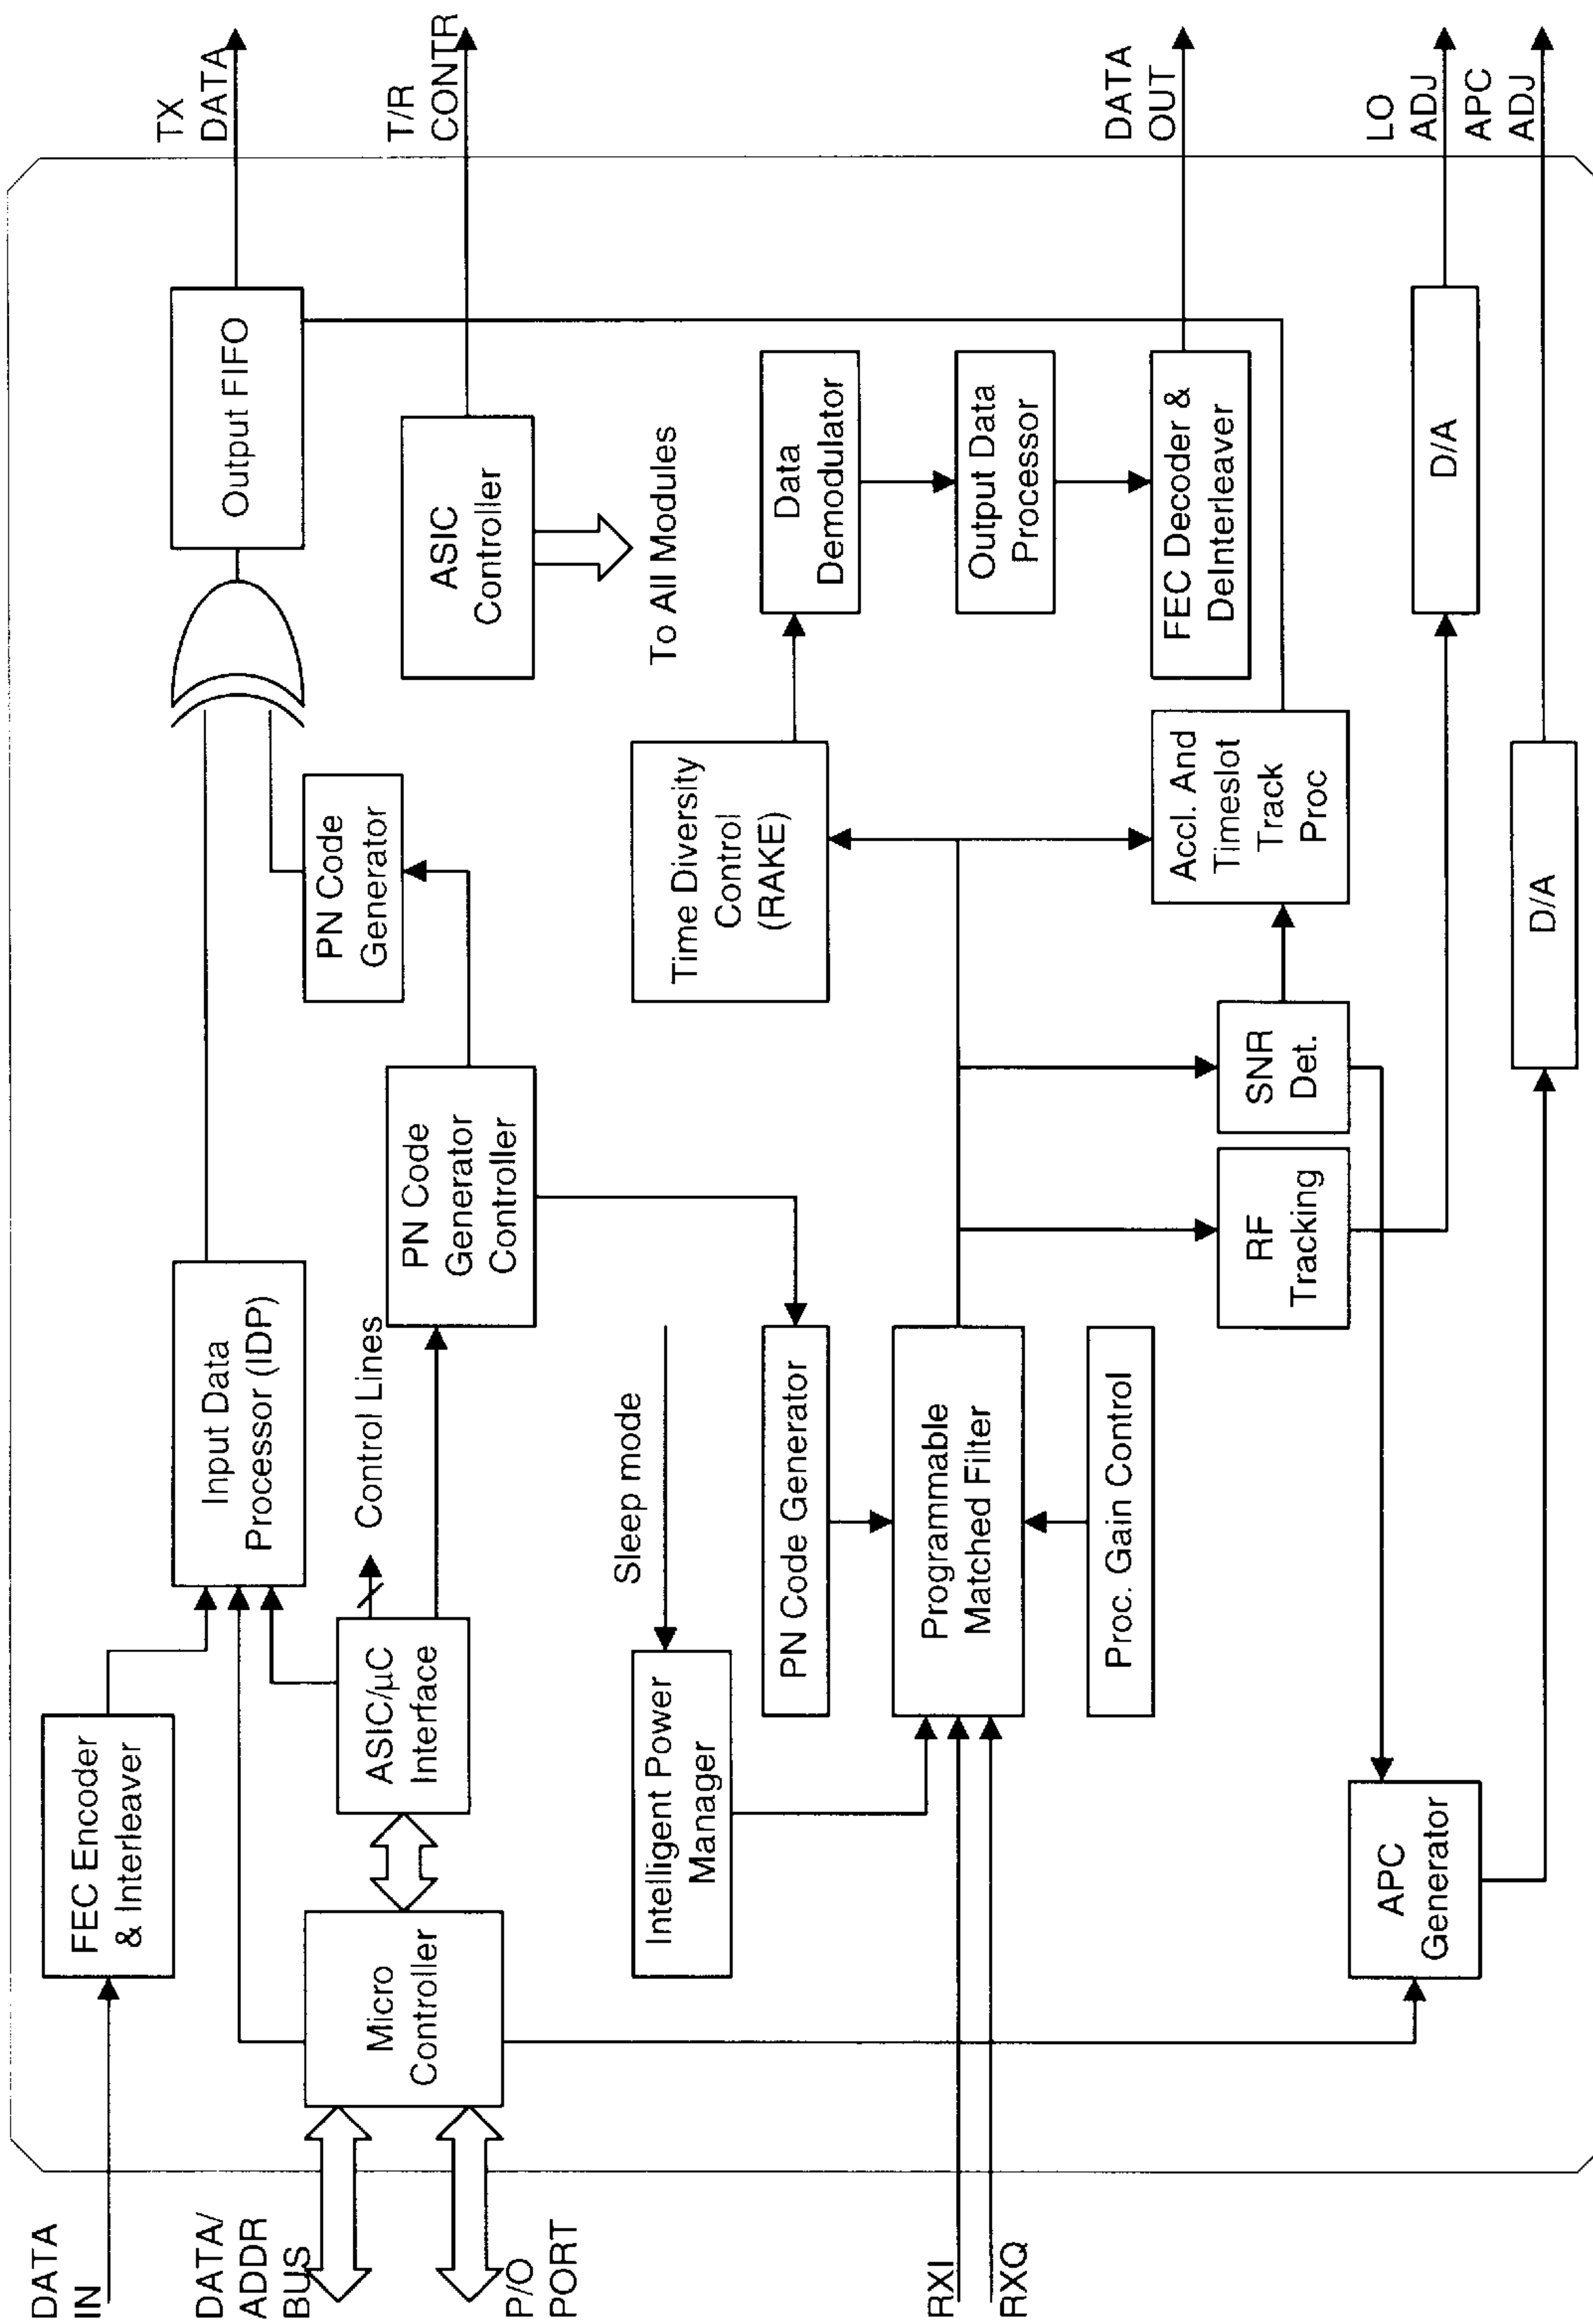 DATA
IN
DATA/
ADDR
BUS
P/O
PORT
RXI
RXQ
FEC Encoder
& Interleaver
Micro
Controller
ASIC/µC
Interface
Control Lines
Input Data
Processor (IDP)
PN Code
Generator
Controller
PN Code
Generator
Output FIFO
TX
DATA
ASIC
Controller
T/R
CONTR
To All Modules
Sleep mode
Intelligent Power
Manager
PN Code Generator
Programmable
Matched Filter
Proc. Gain Control
Time Diversity
Control
(RAKE)
Data
Demodulator
Output Data
Processor
FEC Decoder &
DeInterleaver
DATA
OUT
RF
Tracking
SNR
Det.
Accl. And
Timeslot
Track
Proc
APC
Generator
D/A
D/A
LO
ADJ
APC
ADJ